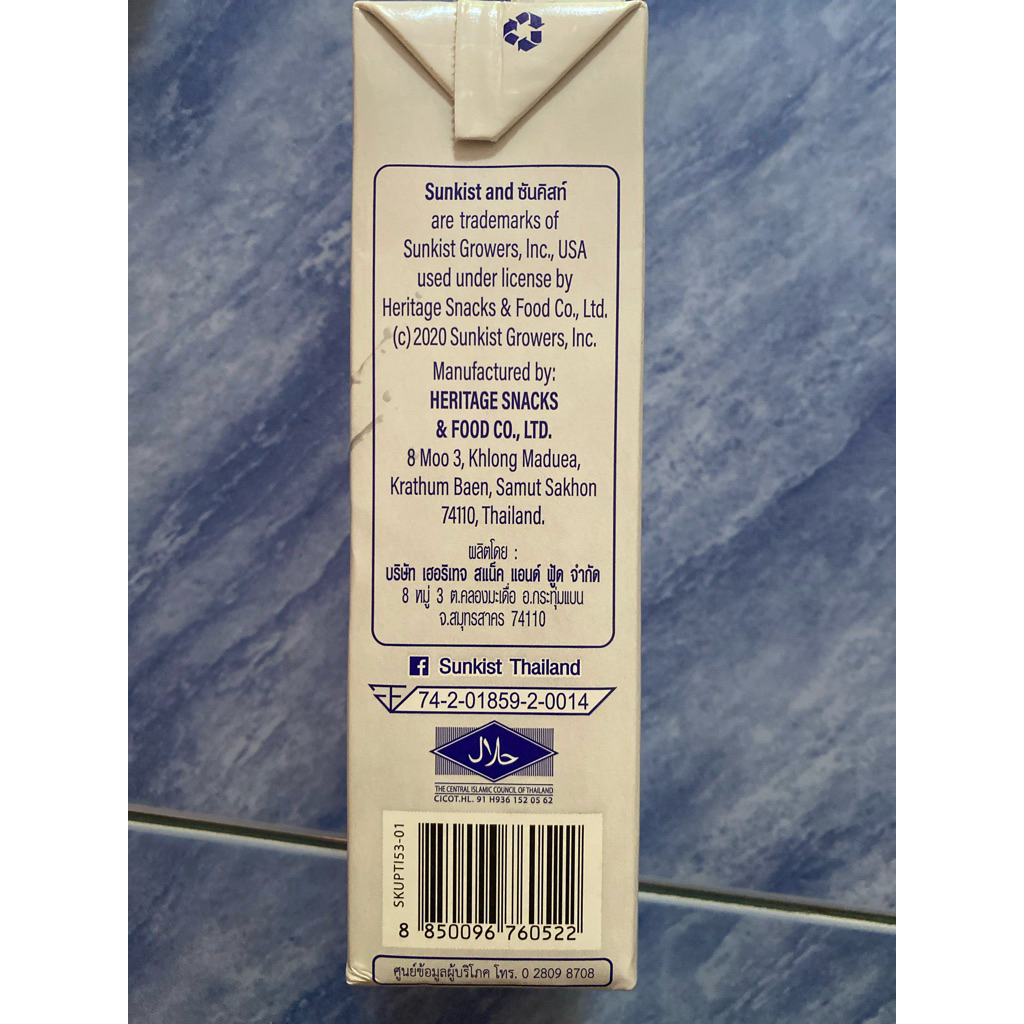 Sunkist and ซันคิสท์
are trademarks of
Sunkist Growers, Inc., USA
used under license by
Heritage Snacks & Food Co., Ltd.
(c) 2020 Sunkist Growers, Inc.
Manufactured by:
HERITAGE SNACKS
& FOOD CO., LTD.
8 Moo 3, Khlong Maduea,
Krathum Baen, Samut Sakhon
74110, Thailand.
ผลิตโดย :
บริษัท เฮอริเทจ สแน็ค แอนด์ ฟู้ด จำกัด
8 หมู่ 3 ต.คลองมะเดื่อ อ.กระทุ่มแบน
จ.สมุทรสาคร 74110
Sunkist Thailand
74-2-01859-2-0014
حلال
THE CENTRAL ISLAMIC COUNCIL OF THAILAND
CICOT.HL. 91 H936 152 05 62
SKUPTI53-01
8 850096 760522
ศูนย์ข้อมูลผู้บริโภค โทร. 0 2809 8708